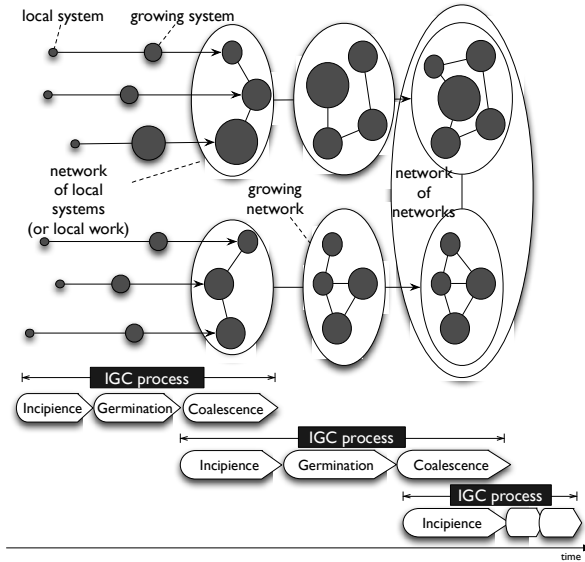 local system
growing system
network
of local
systems
(or local work)
growing
network
network
of
networks
IGC process
Incipience
Germination
Coalescence
IGC process
Incipience
Germination
Coalescence
IGC process
Incipience
time